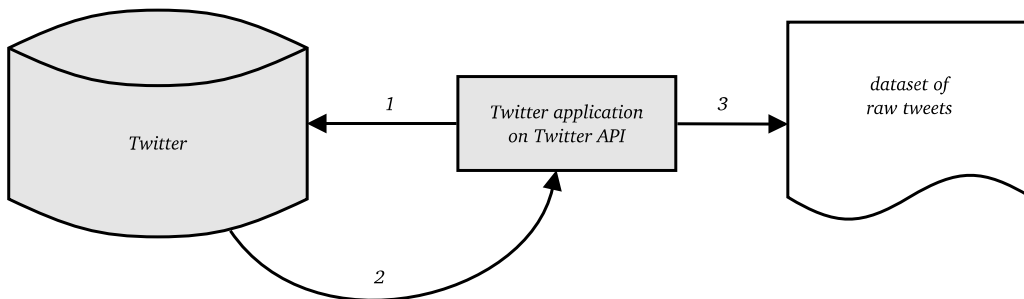 Twitter
1
Twitter application
on Twitter API
2
3
dataset of
raw tweets